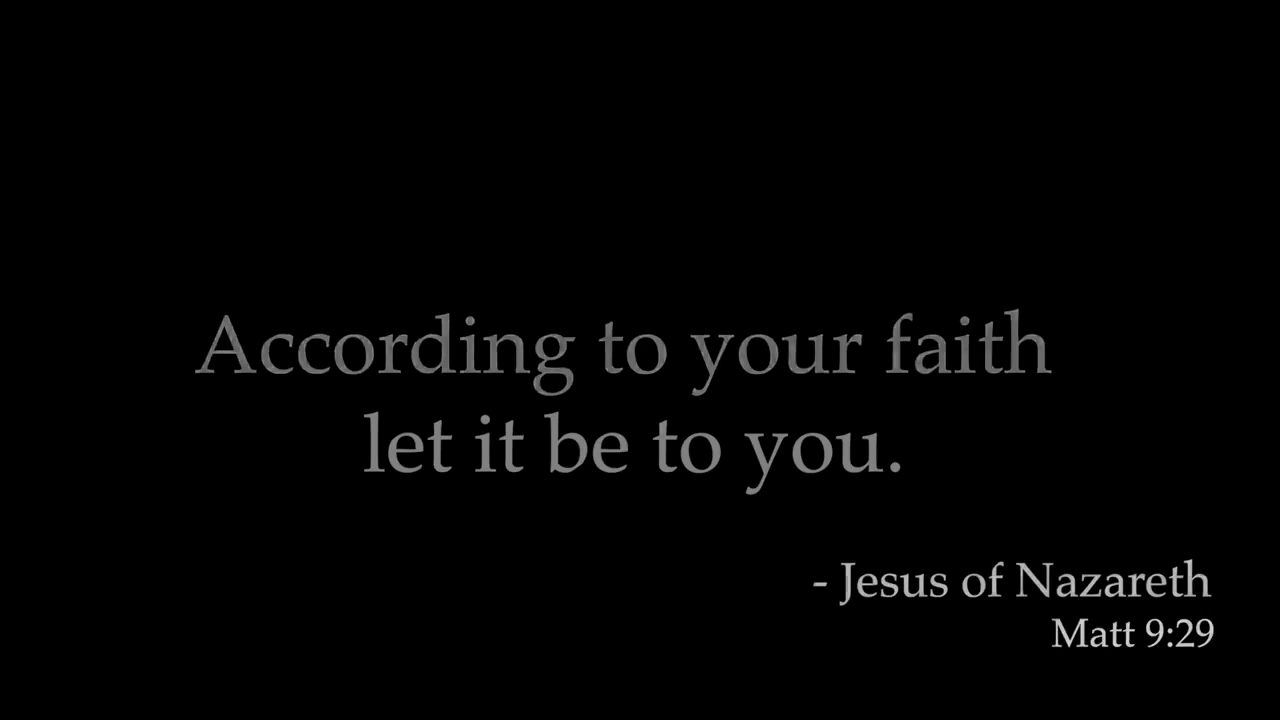 According to your faith
let it be to you.
- Jesus of Nazareth
Matt 9:29